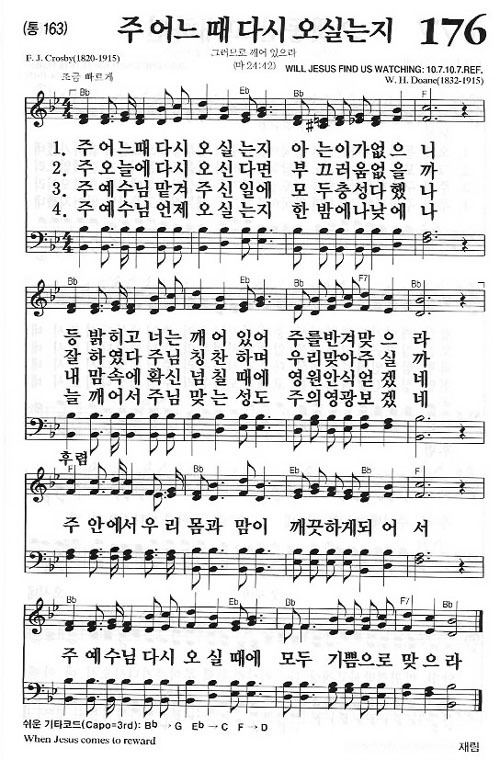 (통 163)
주 어느 때 다시 오실는지 176
그러므로 깨어 있으라
F. J. Crosby(1820-1915)
(마 24:42)
WILL JESUS FIND US WATCHING: 10.7.10.7.REF.
조금 빠르게
W. H. Doane(1832-1915)
Bb Eb Bb F
1. 주 어느때 다시 오 실 는지 아 는이가없 으 니
2. 주 오늘에 다시 오 신 다면 부 끄러움없 을 까
3. 주 예수님 맡겨 주 신 일에 모 두충성다 했 나
4. 주 예수님 언제 오 실 는지 한 밤에나낮 에 나
Bb Eb Bb F7 Bb
등 밝히고 너는 깨 어 있어 주를반겨맞 으 라
잘 하였다 주님 칭 찬 하며 우리맞아주 실 까
내 맘속에 확신 넘 칠 때에 영원안식얻 겠 네
늘 깨어서 주님 맞 는 성도 주의영광보 겠 네
후렴
F Bb Eb Bb F
주 안에서 우 리 몸 과 맘이 깨끗하게되 어 서
Bb Eb Bb F7 Bb
주 예수님 다시 오 실 때에 모두 기쁨으로 맞 으 라
쉬운 기타코드(Capo=3rd): Bb→G Eb→C F→D
When Jesus comes to reward
재림